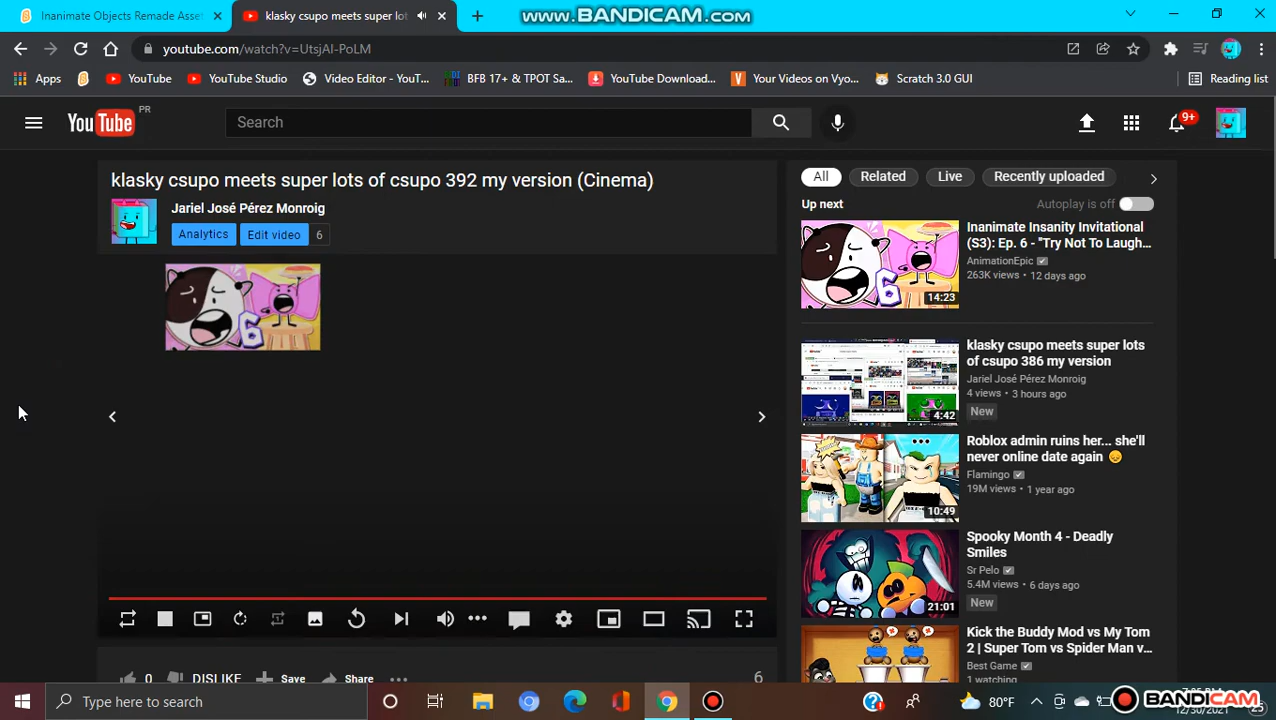 Inanimate Objects Remade Asset
klasky csupo meets super lot
www.BANDICAM.com
youtube.com/watch?v=UtsjAI-PoLM
Apps
YouTube
YouTube Studio
Video Editor - YouT...
BFB 17+ & TPOT Sa...
YouTube Download...
Your Videos on Vyo...
Scratch 3.0 GUI
Reading list
YouTube PR
Search
9+
klasky csupo meets super lots of csupo 392 my version (Cinema)
Jariel José Pérez Monroig
Analytics
Edit video
6
6
All
Related
Live
Recently uploaded
Up next
Autoplay is off
6
14:23
Inanimate Insanity Invitational
(S3): Ep. 6 - "Try Not To Laugh...
AnimationEpic
263K views • 12 days ago
4:42
klasky csupo meets super lots
of csupo 386 my version
Jariel José Pérez Monroig
4 views • 3 hours ago
New
10:49
Roblox admin ruins her... she'll
never online date again 😞
Flamingo
19M views • 1 year ago
21:01
Spooky Month 4 - Deadly
Smiles
Sr Pelo
5.4M views • 6 days ago
New
Kick the Buddy Mod vs My Tom
2 | Super Tom vs Spider Man v...
Best Game
1 watching
0
DISLIKE
Save
Share
6
Type here to search
80°F
12/30/2021
BANDICAM
25